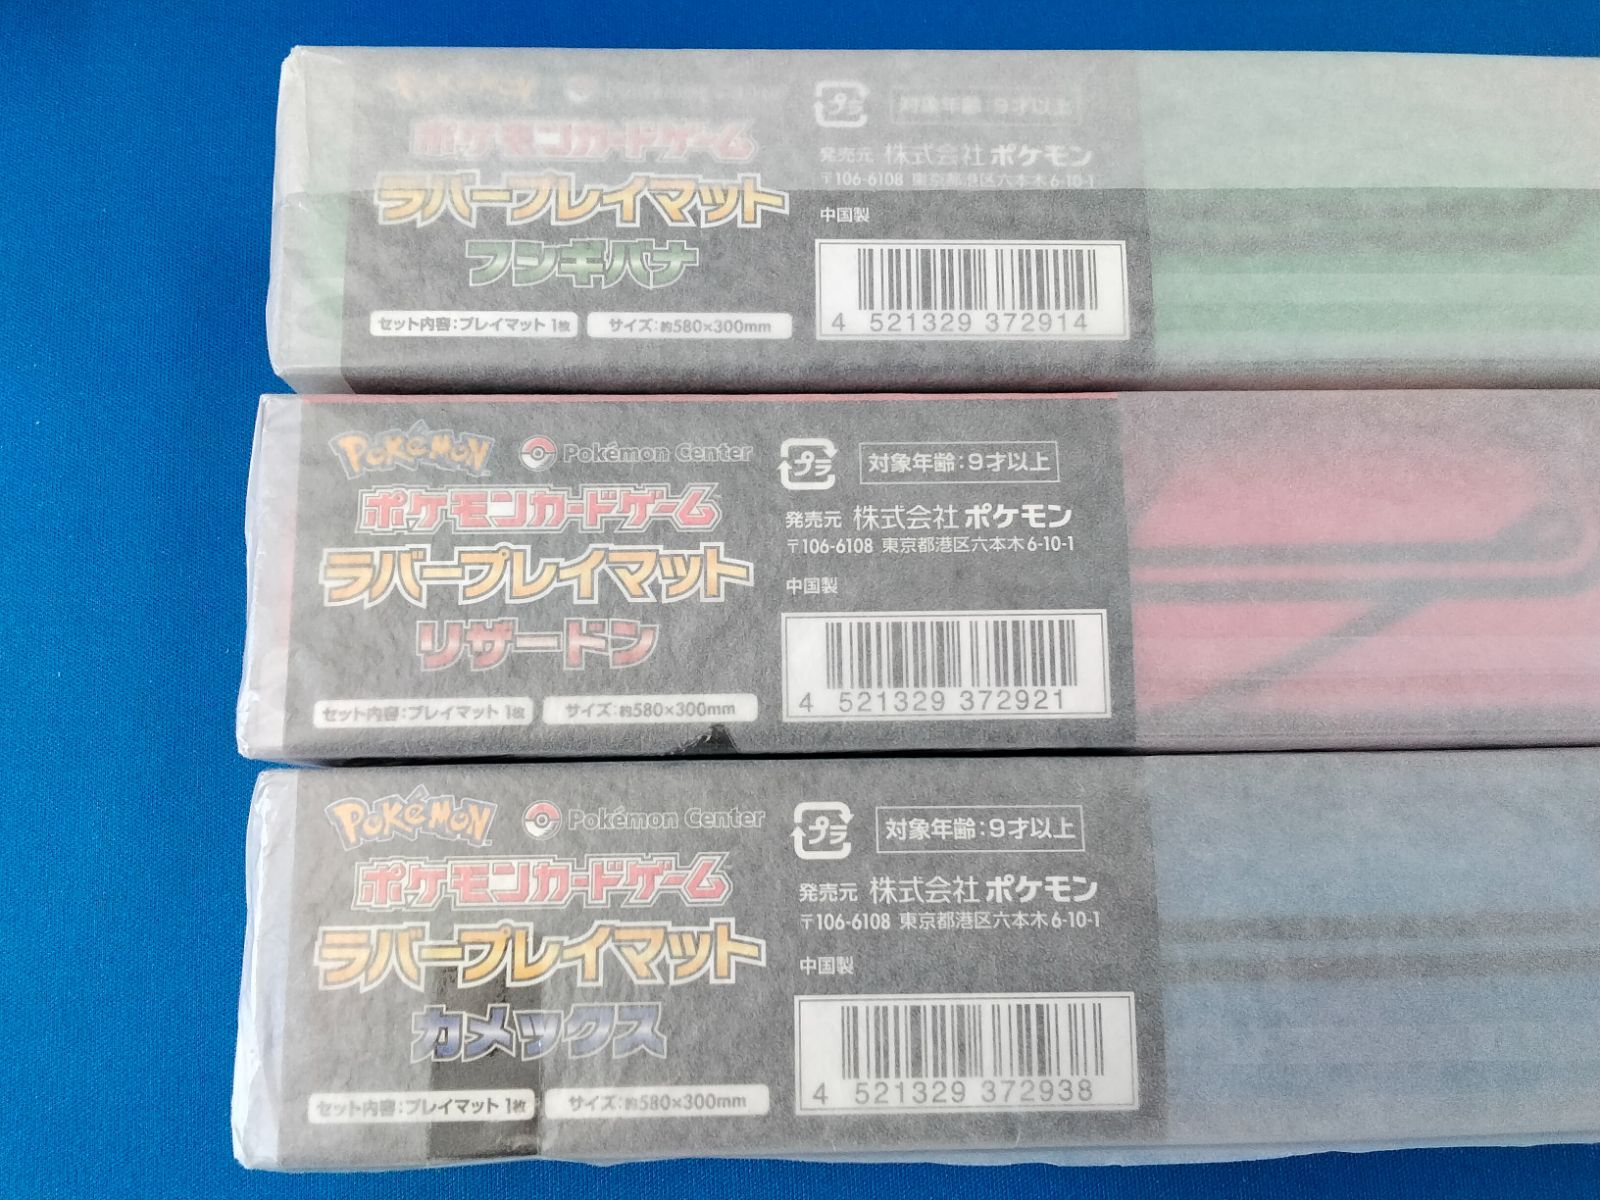 POKéMON
ポケモンカードゲーム
ラバープレイマット
フシギバナ
セット内容：プレイマット 1枚
サイズ：約580×300mm
プラ
対象年齢：9才以上
発売元 株式会社 ポケモン
〒106-6108 東京都港区六本木6-10-1
中国製
4 521329 372914
POKéMON
Pokémon Center
ポケモンカードゲーム
ラバープレイマット
リザードン
セット内容：プレイマット 1枚
サイズ：約580×300mm
プラ
対象年齢：9才以上
発売元 株式会社 ポケモン
〒106-6108 東京都港区六本木6-10-1
中国製
4 521329 372921
POKéMON
Pokémon Center
ポケモンカードゲーム
ラバープレイマット
カメックス
セット内容：プレイマット 1枚
サイズ：約580×300mm
プラ
対象年齢：9才以上
発売元 株式会社 ポケモン
〒106-6108 東京都港区六本木6-10-1
中国製
4 521329 372938